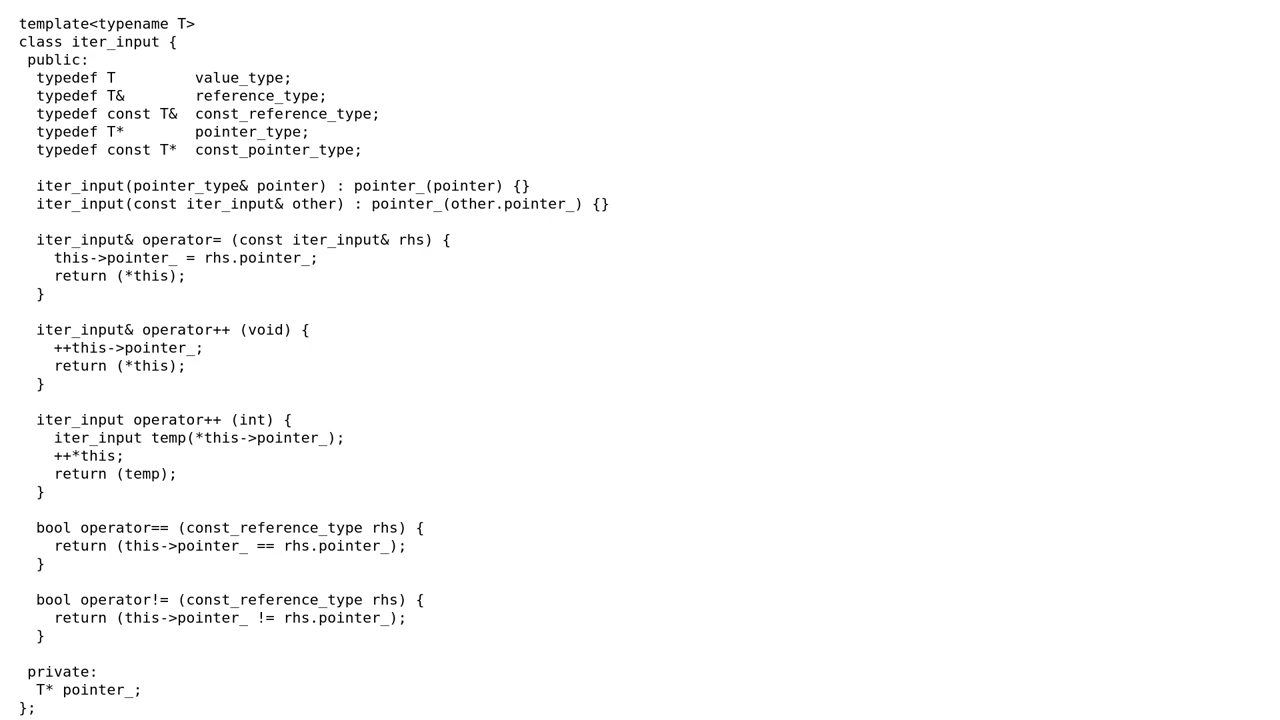 template<typename T>
class iter_input {
 public:
  typedef T         value_type;
  typedef T&        reference_type;
  typedef const T&  const_reference_type;
  typedef T*        pointer_type;
  typedef const T*  const_pointer_type;

  iter_input(pointer_type& pointer) : pointer_(pointer) {}
  iter_input(const iter_input& other) : pointer_(other.pointer_) {}

  iter_input& operator= (const iter_input& rhs) {
    this->pointer_ = rhs.pointer_;
    return (*this);
  }

  iter_input& operator++ (void) {
    ++this->pointer_;
    return (*this);
  }

  iter_input operator++ (int) {
    iter_input temp(*this->pointer_);
    ++*this;
    return (temp);
  }

  bool operator== (const_reference_type rhs) {
    return (this->pointer_ == rhs.pointer_);
  }

  bool operator!= (const_reference_type rhs) {
    return (this->pointer_ != rhs.pointer_);
  }

 private:
  T* pointer_;
};